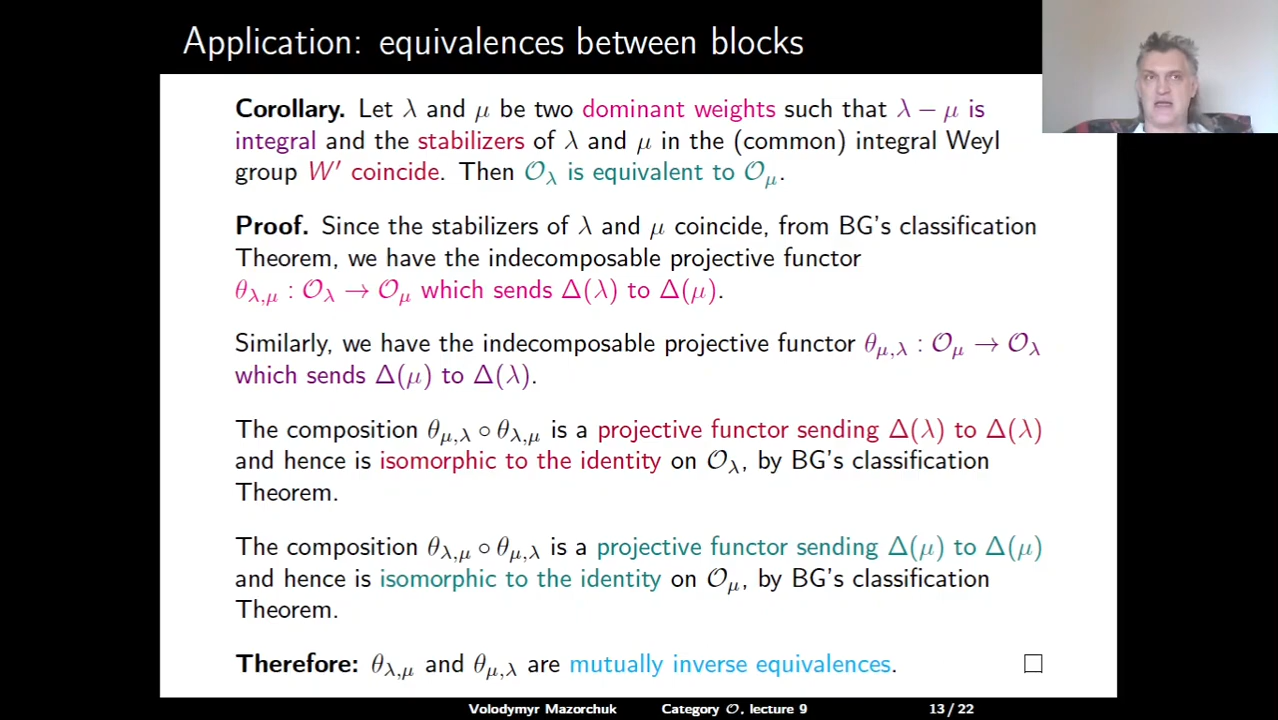 Application: equivalences between blocks
Corollary. Let λ and μ be two dominant weights such that λ − μ is
integral and the stabilizers of λ and μ in the (common) integral Weyl
group W′ coincide. Then 𝒪_λ is equivalent to 𝒪_μ.
Proof. Since the stabilizers of λ and μ coincide, from BG's classification
Theorem, we have the indecomposable projective functor
θ_{λ,μ} : 𝒪_λ → 𝒪_μ which sends Δ(λ) to Δ(μ).
Similarly, we have the indecomposable projective functor θ_{μ,λ} : 𝒪_μ → 𝒪_λ
which sends Δ(μ) to Δ(λ).
The composition θ_{μ,λ} ∘ θ_{λ,μ} is a projective functor sending Δ(λ) to Δ(λ)
and hence is isomorphic to the identity on 𝒪_λ, by BG's classification
Theorem.
The composition θ_{λ,μ} ∘ θ_{μ,λ} is a projective functor sending Δ(μ) to Δ(μ)
and hence is isomorphic to the identity on 𝒪_μ, by BG's classification
Theorem.
Therefore: θ_{λ,μ} and θ_{μ,λ} are mutually inverse equivalences. □
Volodymyr Mazorchuk Category 𝒪, lecture 9 13 / 22